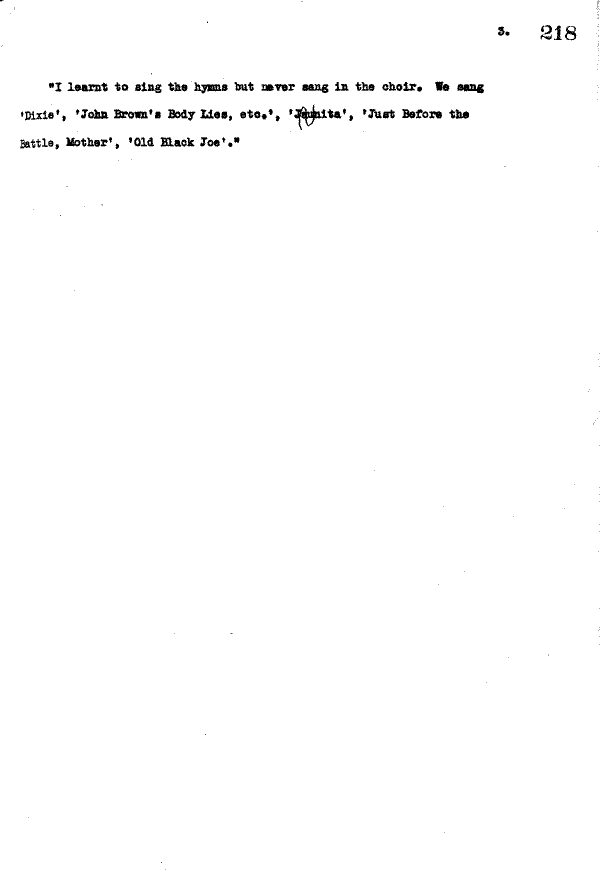 3. 218
"I learnt to sing the hymns but never sang in the choir. We sang
'Dixie', 'John Brown's Body Lies, etc.', 'Juanita', 'Just Before the
Battle, Mother', 'Old Black Joe'."